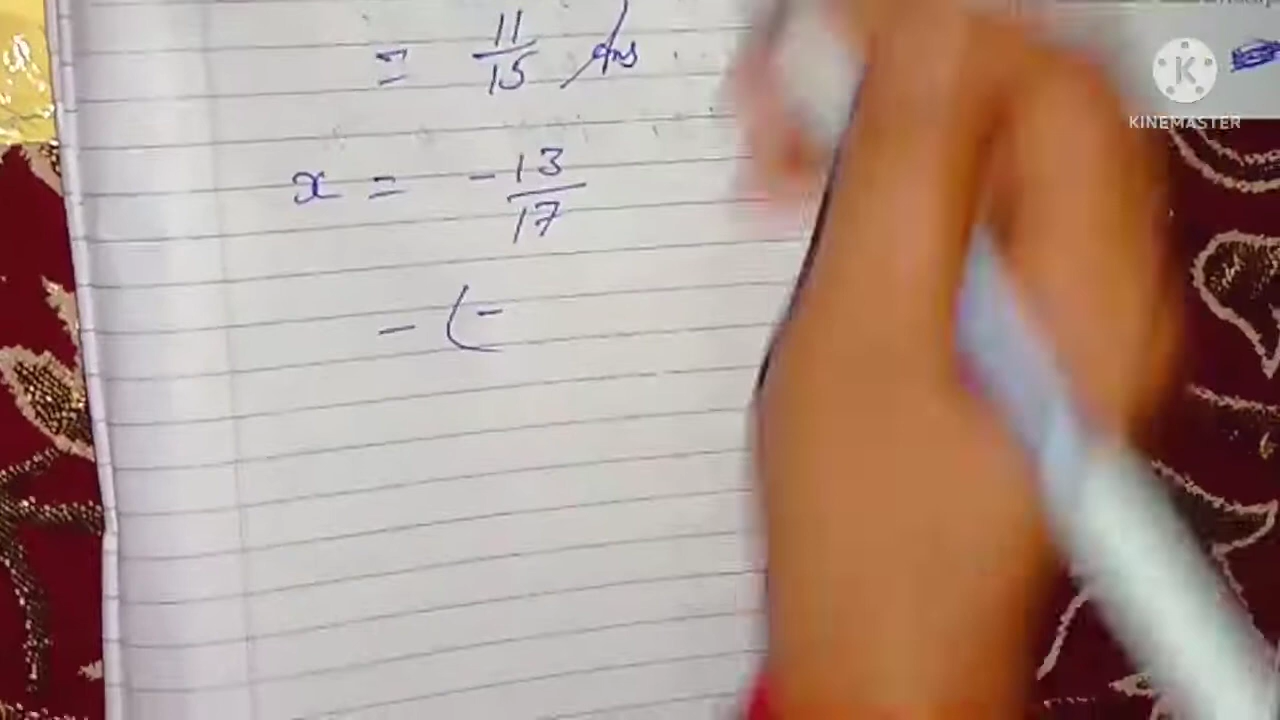 = 11/15 Ans
x = -13/17
- (-
K
KINEMASTER